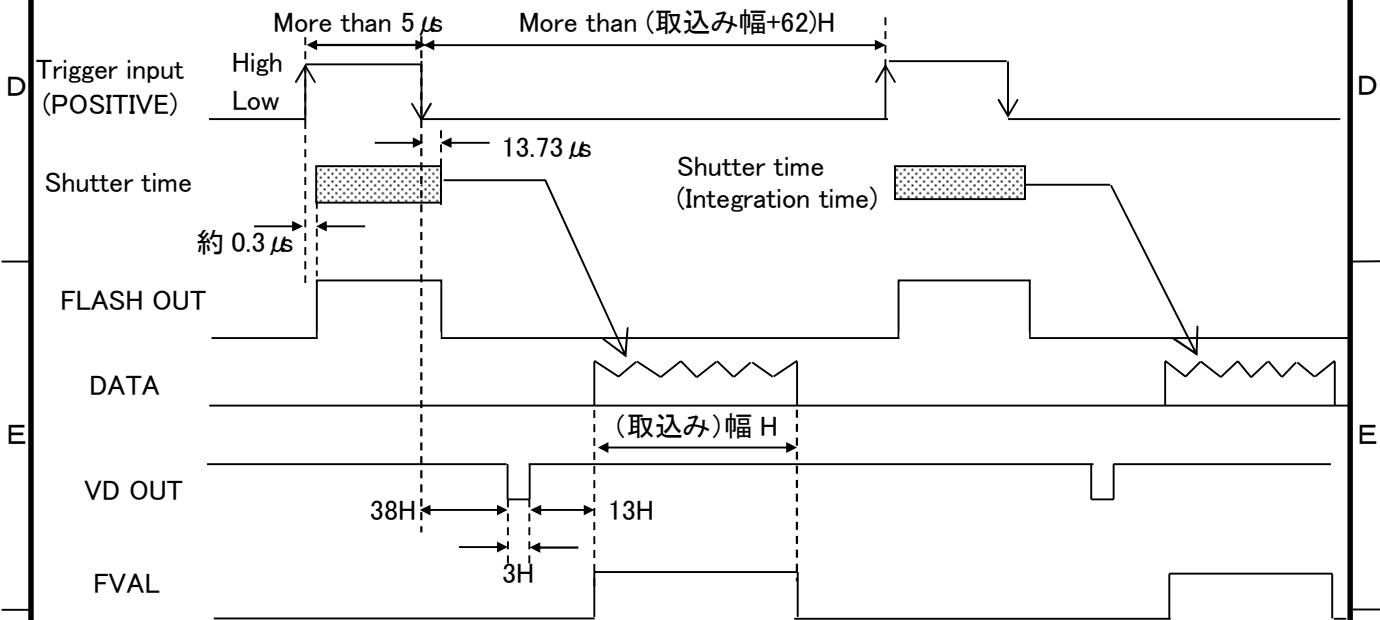 More than 5 ㎲
More than (取込み幅+62)H
D
Trigger input
(POSITIVE)
High
Low
D
13.73 ㎲
Shutter time
Shutter time
(Integration time)
約 0.3 ㎲
FLASH OUT
DATA
(取込み)幅 H
E
E
VD OUT
38H
13H
3H
FVAL